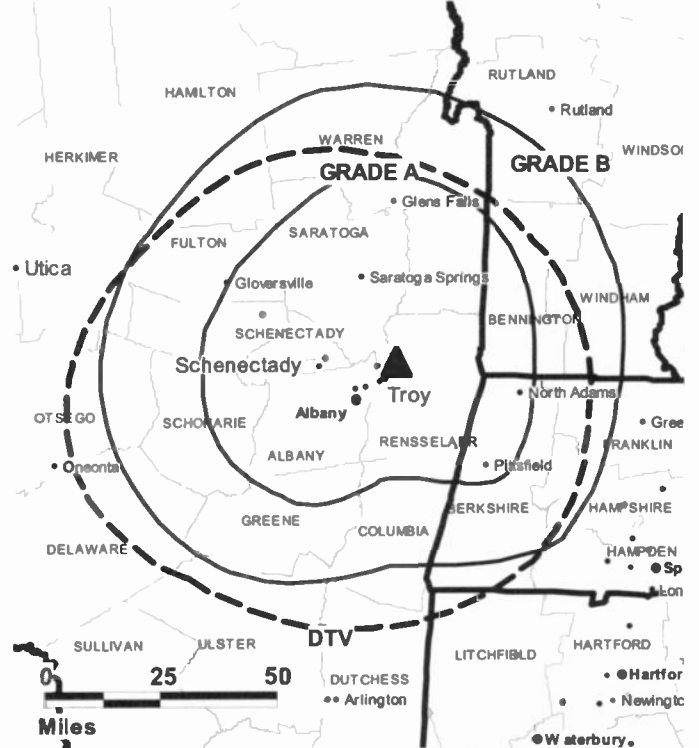 RUTLAND
HAMILTON
Rutland
WARREN
WINDSO
HERKIMER
GRADE B
GRADE A
Glens Falls
SARATOGA
FULTON
Utica
Saratoga Springs
Gloversville
WINDHAM
BENNINGTON
SCHENECTADY
Schenectady
Troy
North Adams
Albany
OTSEGO
SCHOHARIE
Gree
RENSSELAER
FRANKLIN
ALBANY
Oneonta
Pittsfield
BERKSHIRE
HAMPSHIRE
GREENE
COLUMBIA
DELAWARE
HAMPDEN
Sp
Lon
DTV
SULLIVAN
ULSTER
HARTFORD
LITCHFIELD
0 25 50
Miles
DUTCHESS
Arlington
Hartfor
Newingto
Waterbury